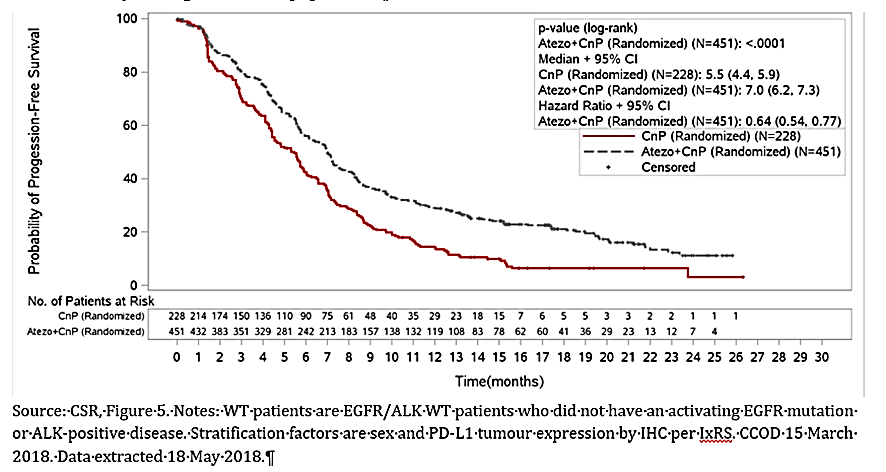 100
80
60
40
20
0
Probability of Progession-Free Survival
p-value (log-rank)
Atezo+CnP (Randomized) (N=451): <.0001
Median + 95% CI
CnP (Randomized) (N=228): 5.5 (4.4, 5.9)
Atezo+CnP (Randomized) (N=451): 7.0 (6.2, 7.3)
Hazard Ratio + 95% CI
Atezo+CnP (Randomized) (N=451): 0.64 (0.54, 0.77)
CnP (Randomized) (N=228)
Atezo+CnP (Randomized) (N=451)
Censored
No. of Patients at Risk
CnP (Randomized) 228 214 174 150 136 110 90 75 61 48 40 35 29 23 18 15 7 6 5 5 3 3 2 2 1 1 1
Atezo+CnP (Randomized) 451 432 383 351 329 281 242 213 183 157 138 132 119 108 83 78 62 60 41 36 29 23 13 12 7 4
0 1 2 3 4 5 6 7 8 9 10 11 12 13 14 15 16 17 18 19 20 21 22 23 24 25 26 27 28 29 30
Time(months)
Source:·CSR,·Figure·5.·Notes:·WT·patients·are·EGFR/ALK·WT·patients·who·did·not·have·an·activating·EGFR·mutation·
or·ALK-positive·disease.·Stratification·factors·are·sex·and·PD-L1·tumour·expression·by·IHC·per·IxRS.·CCOD·15·March·
2018.·Data·extracted·18·May·2018.¶